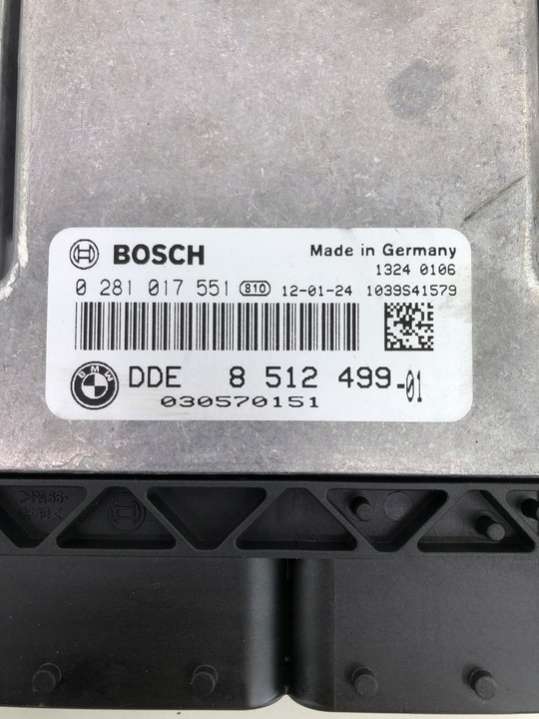 BOSCH
Made in Germany
1324 0106
0 281 017 551 810 12-01-24 1039S41579
BMW
DDE 8 512 499-01
030570151